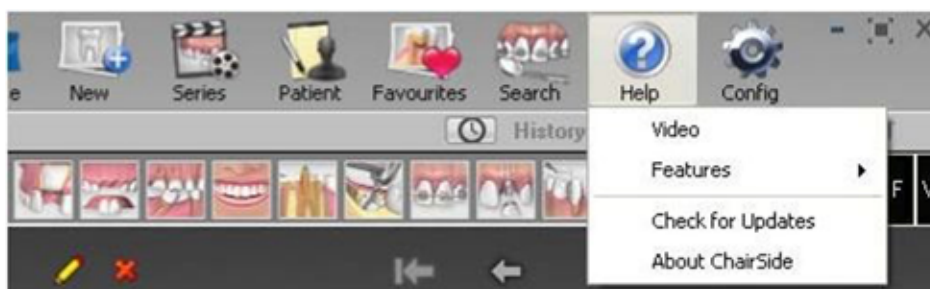 e New Series Patient Favourites Search Help Config
History
Video
Features
Check for Updates
About ChairSide
F